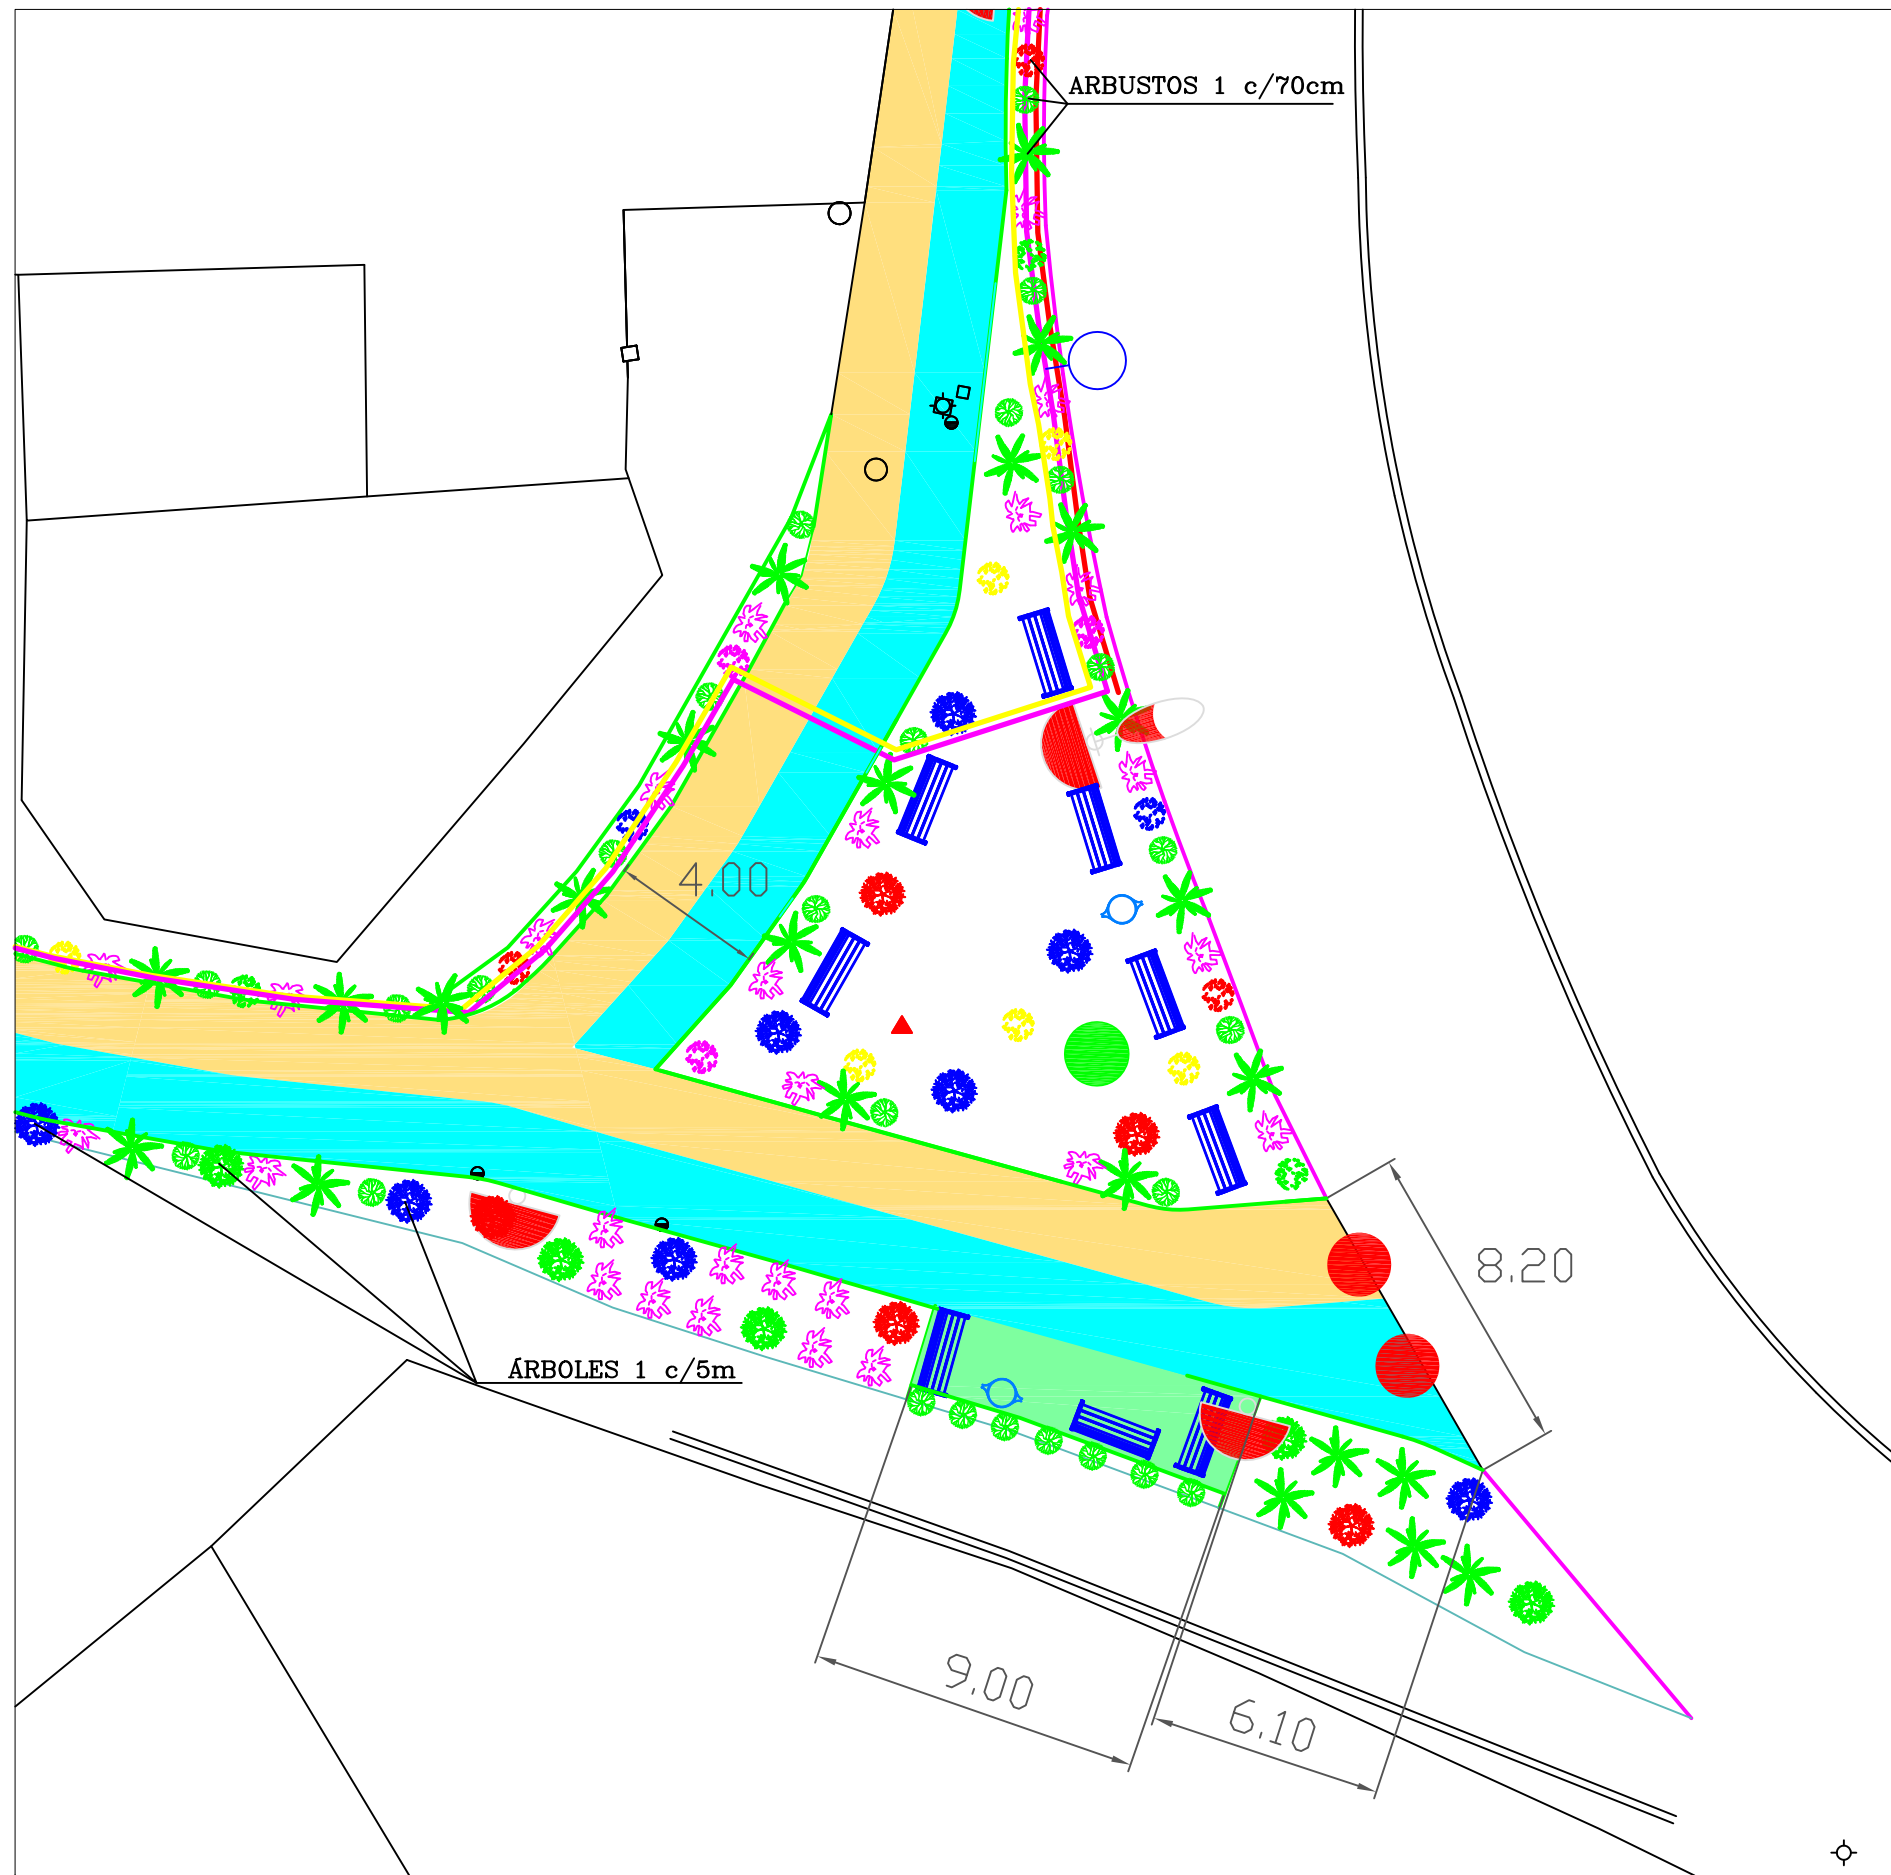 ARBUSTOS 1 c/70cm
4,00
8.20
ÁRBOLES 1 c/5m
9,00
6,10